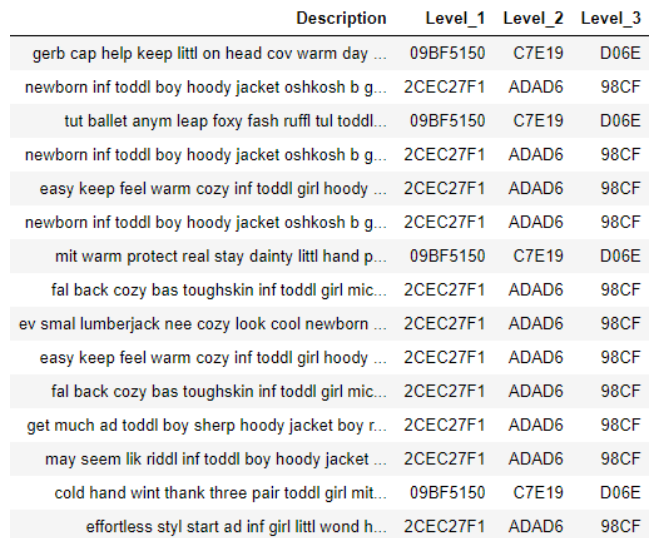 Description Level_1 Level_2 Level_3
gerb cap help keep littl on head cov warm day ... 09BF5150 C7E19 D06E
newborn inf toddl boy hoody jacket oshkosh b g... 2CEC27F1 ADAD6 98CF
tut ballet anym leap foxy fash ruffl tul toddl... 09BF5150 C7E19 D06E
newborn inf toddl boy hoody jacket oshkosh b g... 2CEC27F1 ADAD6 98CF
easy keep feel warm cozy inf toddl girl hoody ... 2CEC27F1 ADAD6 98CF
newborn inf toddl boy hoody jacket oshkosh b g... 2CEC27F1 ADAD6 98CF
mit warm protect real stay dainty littl hand p... 09BF5150 C7E19 D06E
fal back cozy bas toughskin inf toddl girl mic... 2CEC27F1 ADAD6 98CF
ev smal lumberjack nee cozy look cool newborn ... 2CEC27F1 ADAD6 98CF
easy keep feel warm cozy inf toddl girl hoody ... 2CEC27F1 ADAD6 98CF
fal back cozy bas toughskin inf toddl girl mic... 2CEC27F1 ADAD6 98CF
get much ad toddl boy sherp hoody jacket boy r... 2CEC27F1 ADAD6 98CF
may seem lik riddl inf toddl boy hoody jacket ... 2CEC27F1 ADAD6 98CF
cold hand wint thank three pair toddl girl mit... 09BF5150 C7E19 D06E
effortless styl start ad inf girl littl wond h... 2CEC27F1 ADAD6 98CF